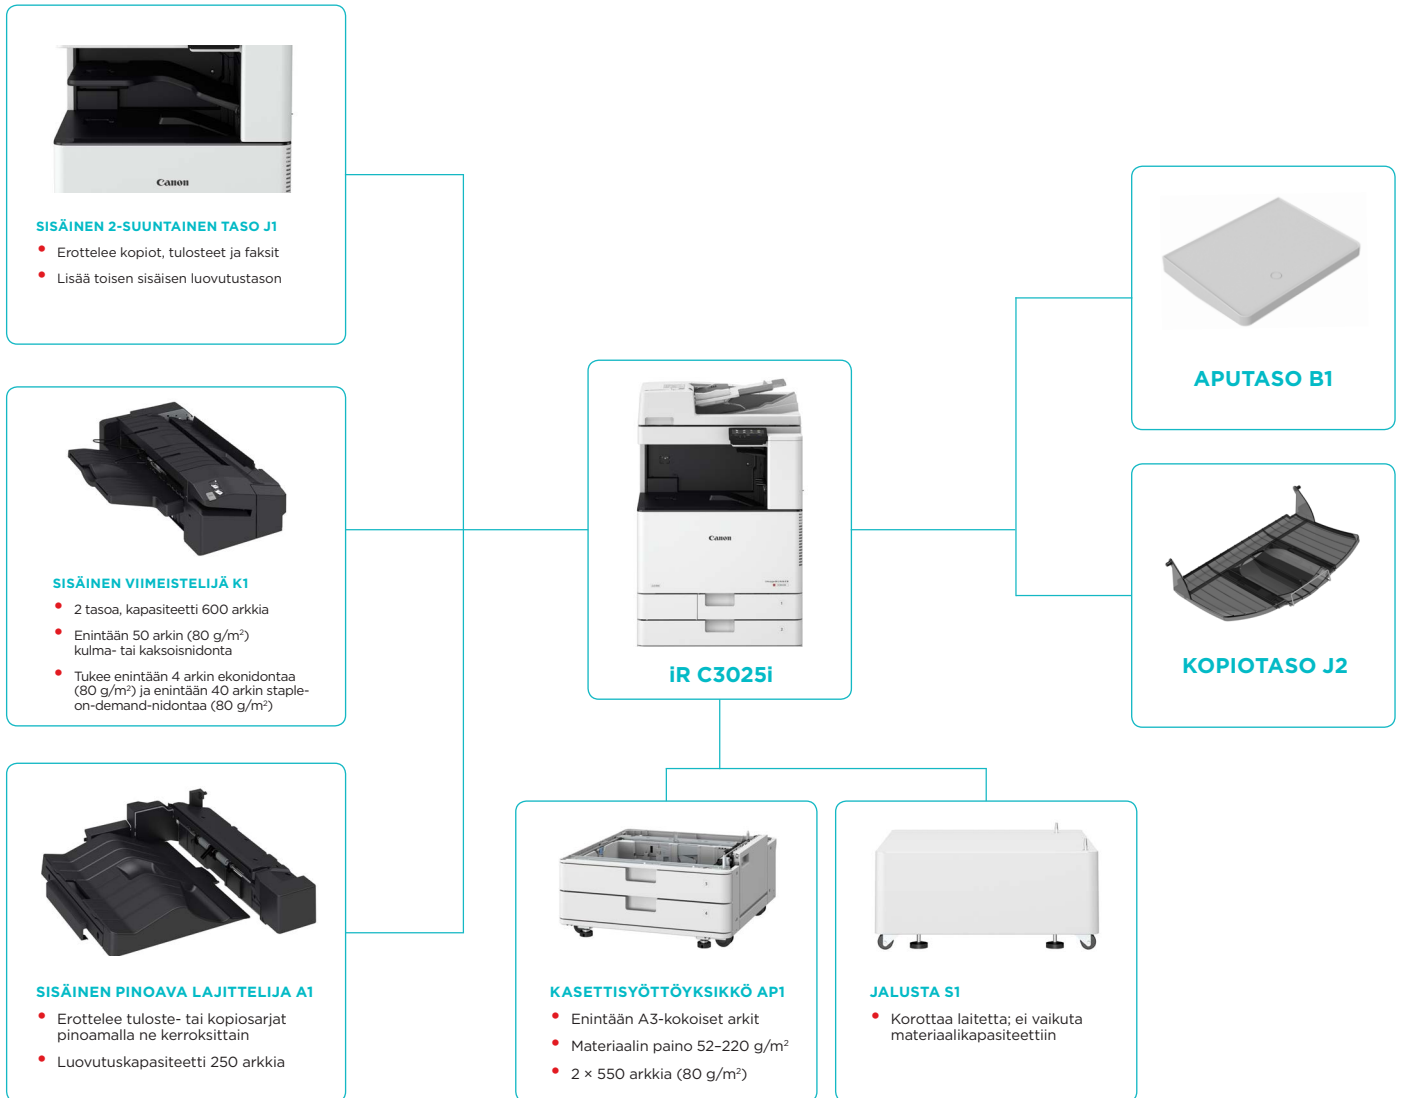 Canon
SISÄINEN 2-SUUNTAINEN TASO J1
• Erottelee kopiot, tulosteet ja faksit
• Lisää toisen sisäisen luovutustason
SISÄINEN VIIMEISTELIJÄ K1
• 2 tasoa, kapasiteetti 600 arkkia
• Enintään 50 arkin (80 g/m²)
kulma- tai kaksoisnidonta
• Tukee enintään 4 arkin ekonidontaa
(80 g/m²) ja enintään 40 arkin staple-
on-demand-nidontaa (80 g/m²)
SISÄINEN PINOAVA LAJITTELIJA A1
• Erottelee tuloste- tai kopiosarjat
pinoamalla ne kerroksittain
• Luovutuskapasiteetti 250 arkkia
Canon
iR C3025i
KASETTISYÖTTÖYKSIKKÖ AP1
• Enintään A3-kokoiset arkit
• Materiaalin paino 52–220 g/m²
• 2 × 550 arkkia (80 g/m²)
JALUSTA S1
• Korottaa laitetta; ei vaikuta
materiaalikapasiteettiin
APUTASO B1
KOPIOTASO J2